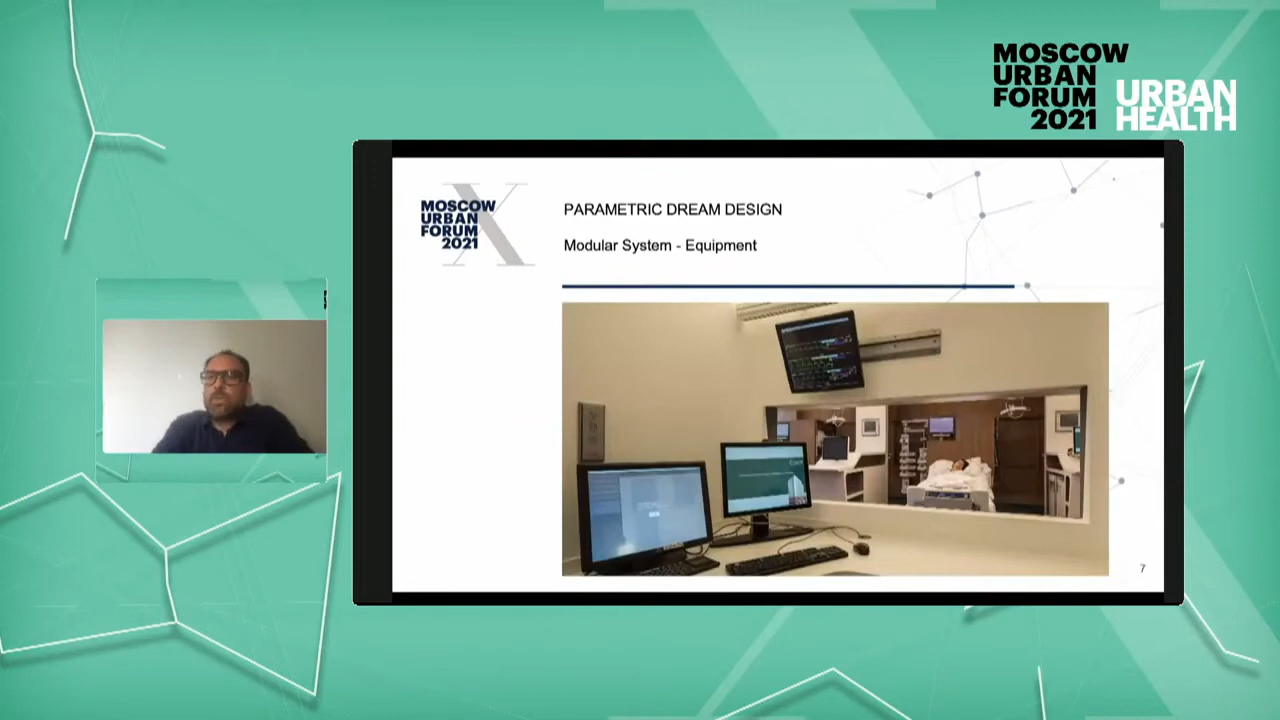 MOSCOW
URBAN
FORUM
2021
URBAN
HEALTH
MOSCOW
URBAN
FORUM
2021
PARAMETRIC DREAM DESIGN
Modular System - Equipment
7